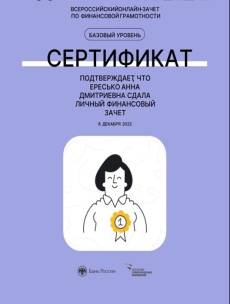 ВСЕРОССИЙСКИЙ ОНЛАЙН-ЗАЧЕТ
ПО ФИНАНСОВОЙ ГРАМОТНОСТИ
БАЗОВЫЙ УРОВЕНЬ
СЕРТИФИКАТ
ПОДТВЕРЖДАЕТ, ЧТО
ЕРЕСЬКО АННА
ДМИТРИЕВНА СДАЛА
ЛИЧНЫЙ ФИНАНСОВЫЙ
ЗАЧЕТ
8 ДЕКАБРЯ 2022
1
Банк России